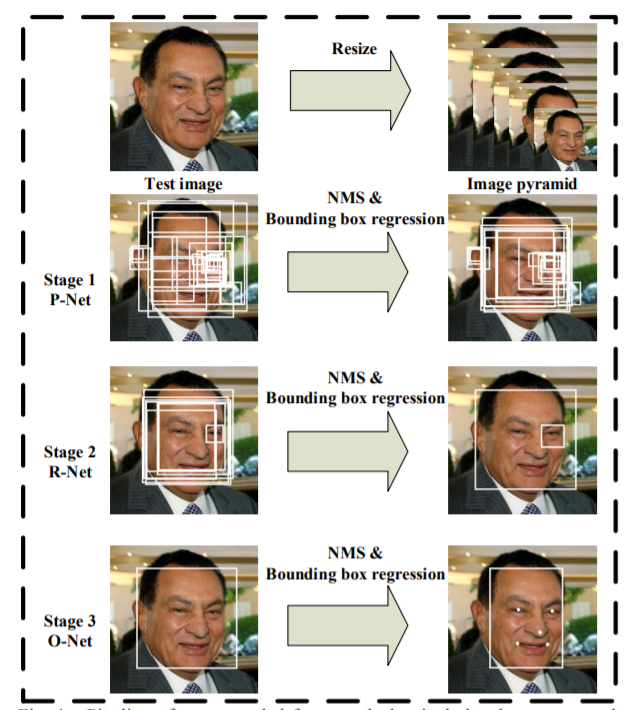 Resize
Test image
Image pyramid
NMS &
Bounding box regression
Stage 1
P-Net
NMS &
Bounding box regression
Stage 2
R-Net
NMS &
Bounding box regression
Stage 3
O-Net